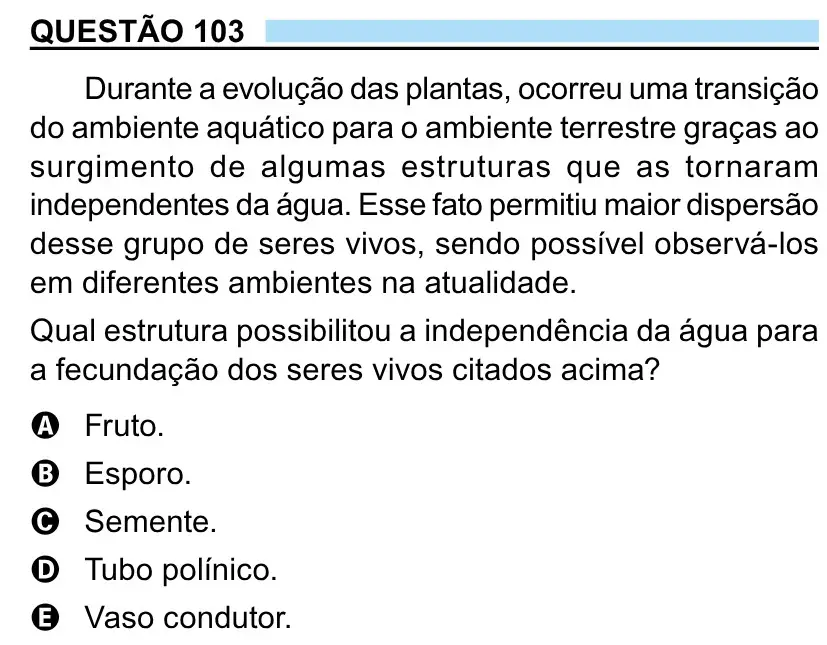 QUESTÃO 103
Durante a evolução das plantas, ocorreu uma transição
do ambiente aquático para o ambiente terrestre graças ao
surgimento de algumas estruturas que as tornaram
independentes da água. Esse fato permitiu maior dispersão
desse grupo de seres vivos, sendo possível observá-los
em diferentes ambientes na atualidade.
Qual estrutura possibilitou a independência da água para
a fecundação dos seres vivos citados acima?
A Fruto.
B Esporo.
C Semente.
D Tubo polínico.
E Vaso condutor.